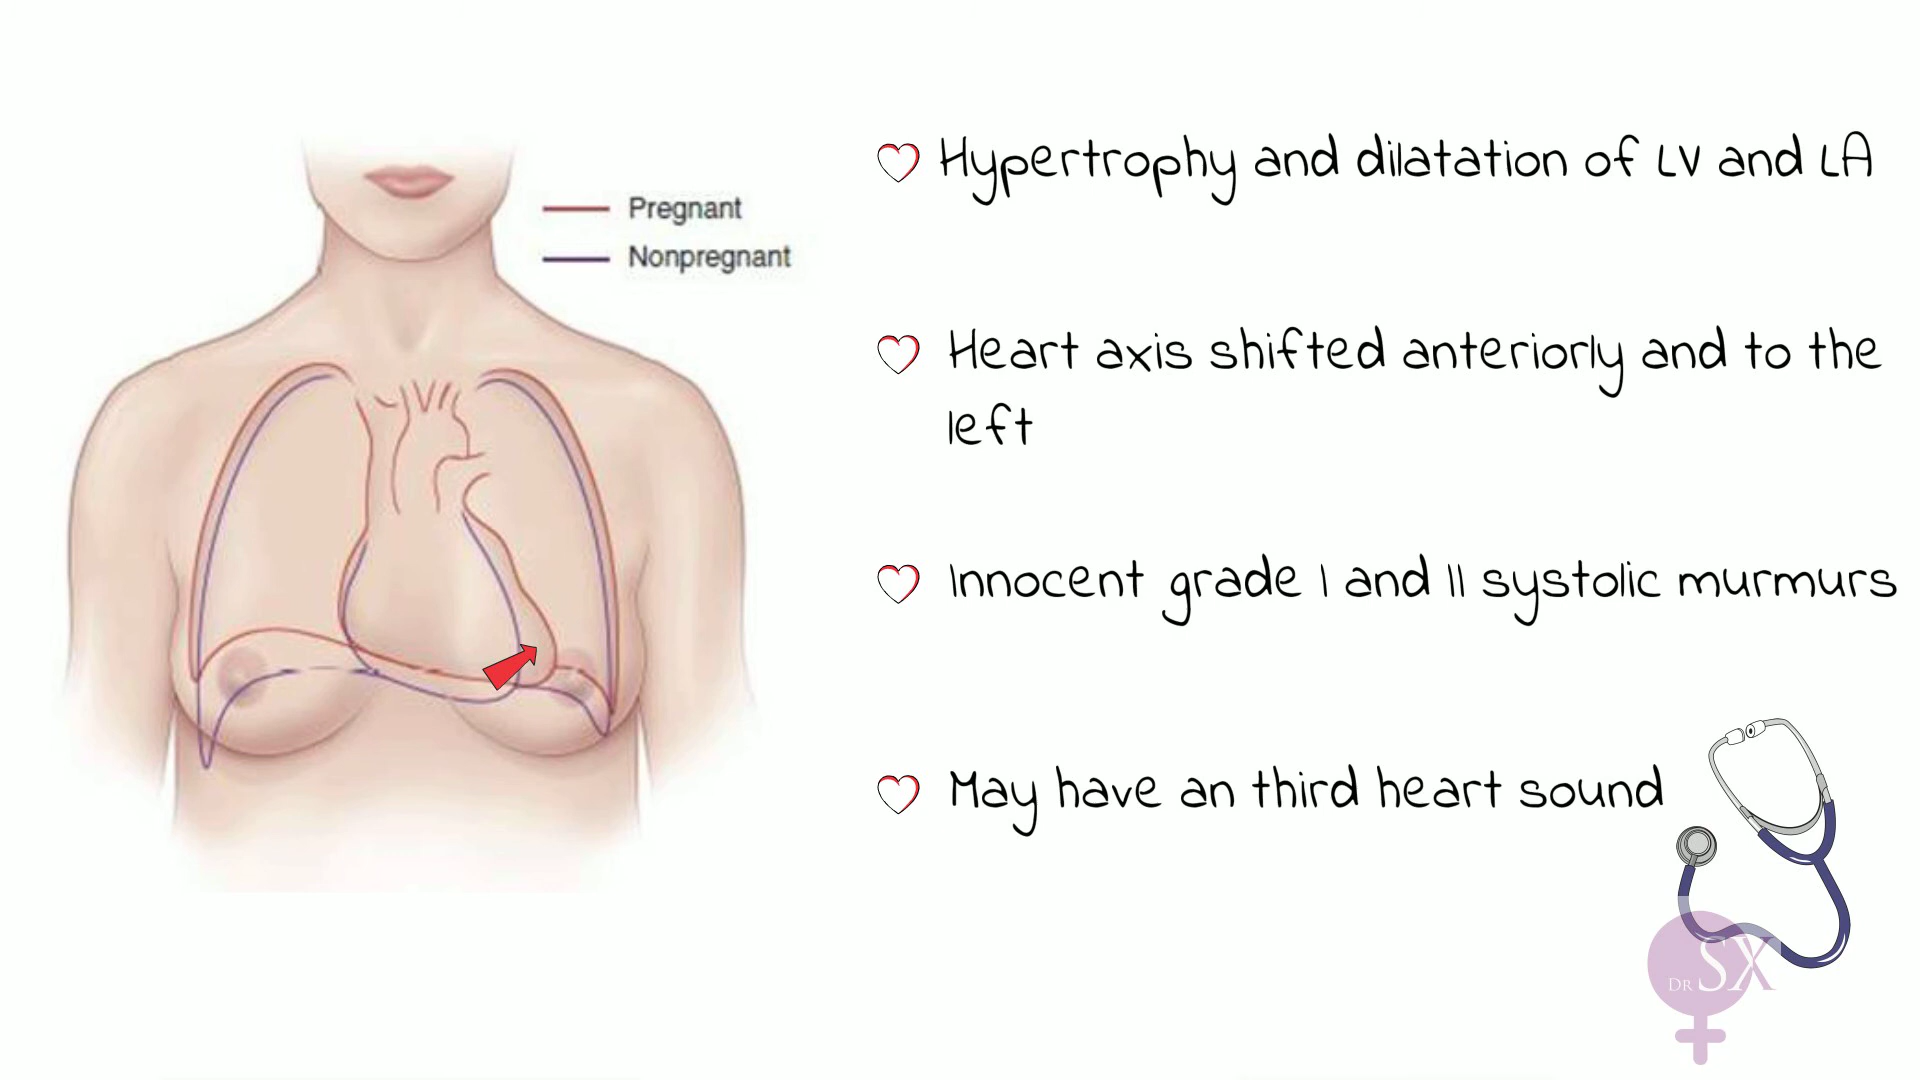 Pregnant
Nonpregnant
Hypertrophy and dilatation of LV and LA
Heart axis shifted anteriorly and to the
left
Innocent grade I and II systolic murmurs
May have an third heart sound
DR SX